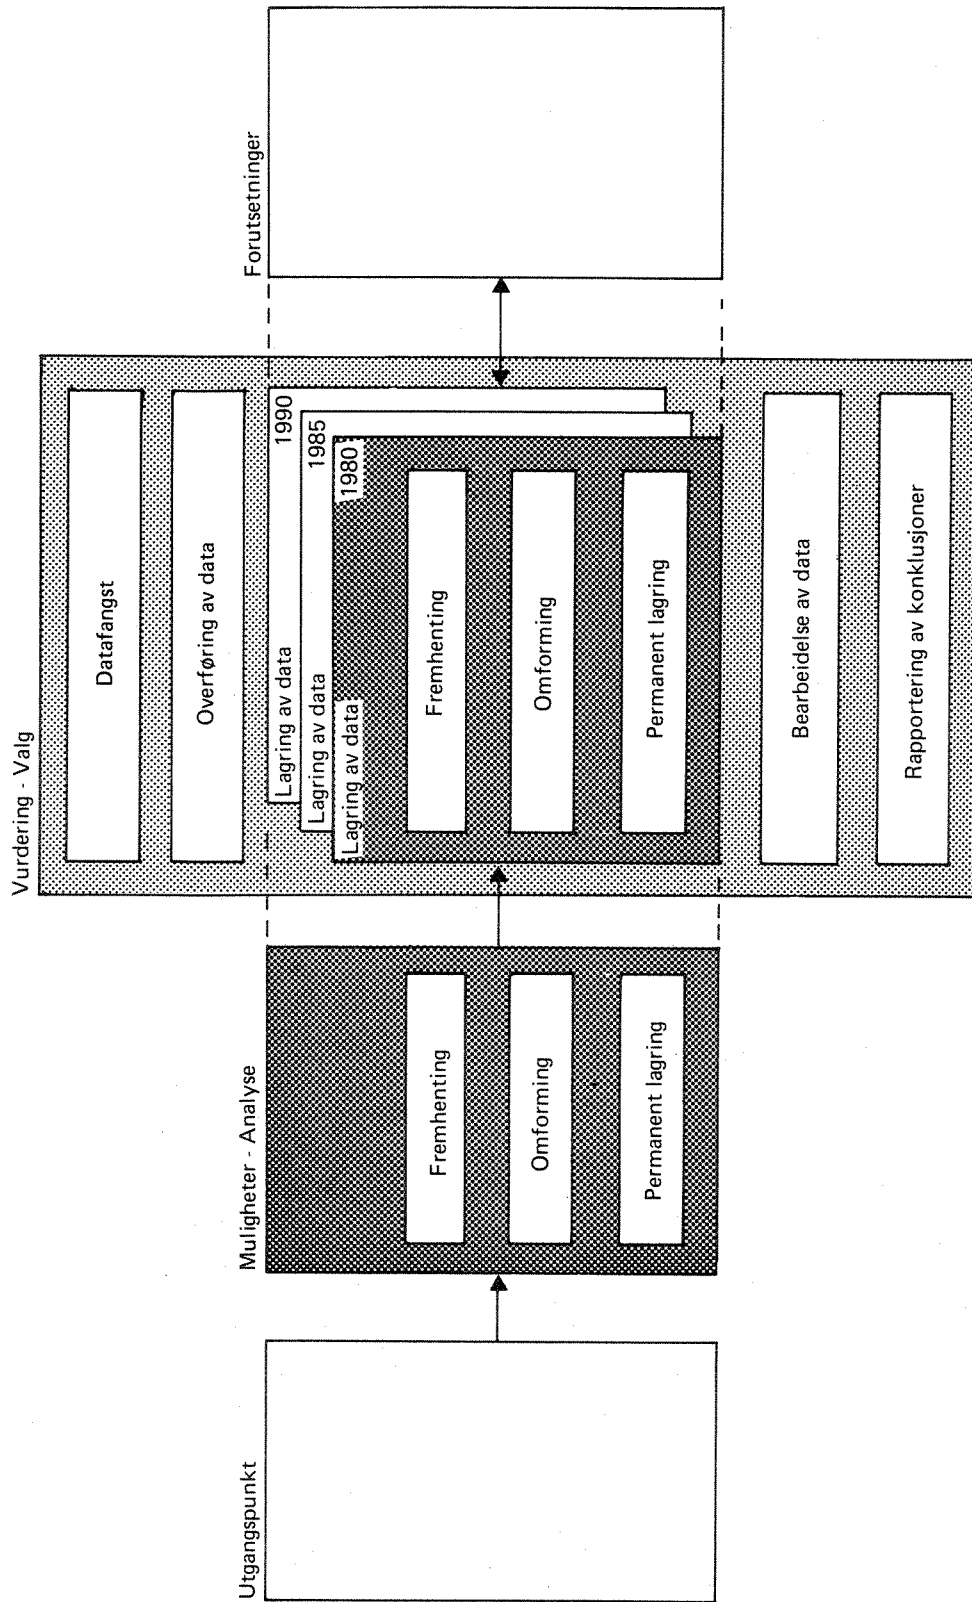 Utgangspunkt
Muligheter - Analyse
Fremhenting
Omforming
Permanent lagring
Vurdering - Valg
Datafangst
Overføring av data
Lagring av data 1990
Lagring av data 1985
Lagring av data 1980
Fremhenting
Omforming
Permanent lagring
Bearbeidelse av data
Rapportering av konklusjoner
Forutsetninger